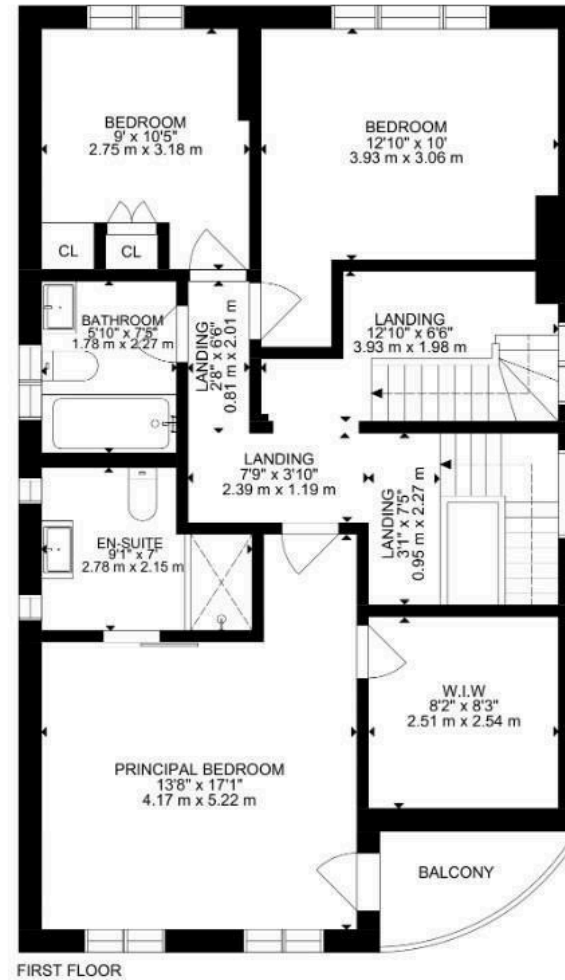 BEDROOM
9' x 10'5"
2.75 m x 3.18 m
BEDROOM
12'10" x 10'
3.93 m x 3.06 m
CL
CL
BATHROOM
5'10" x 7'5"
1.78 m x 2.27 m
LANDING
2'8" x 6'6"
0.81 m x 2.01 m
LANDING
12'10" x 6'6"
3.93 m x 1.98 m
LANDING
7'9" x 3'10"
2.39 m x 1.19 m
LANDING
3'1" x 7'5"
0.95 m x 2.27 m
EN-SUITE
9'1" x 7'
2.78 m x 2.15 m
W.I.W
8'2" x 8'3"
2.51 m x 2.54 m
PRINCIPAL BEDROOM
13'8" x 17'1"
4.17 m x 5.22 m
BALCONY
FIRST FLOOR